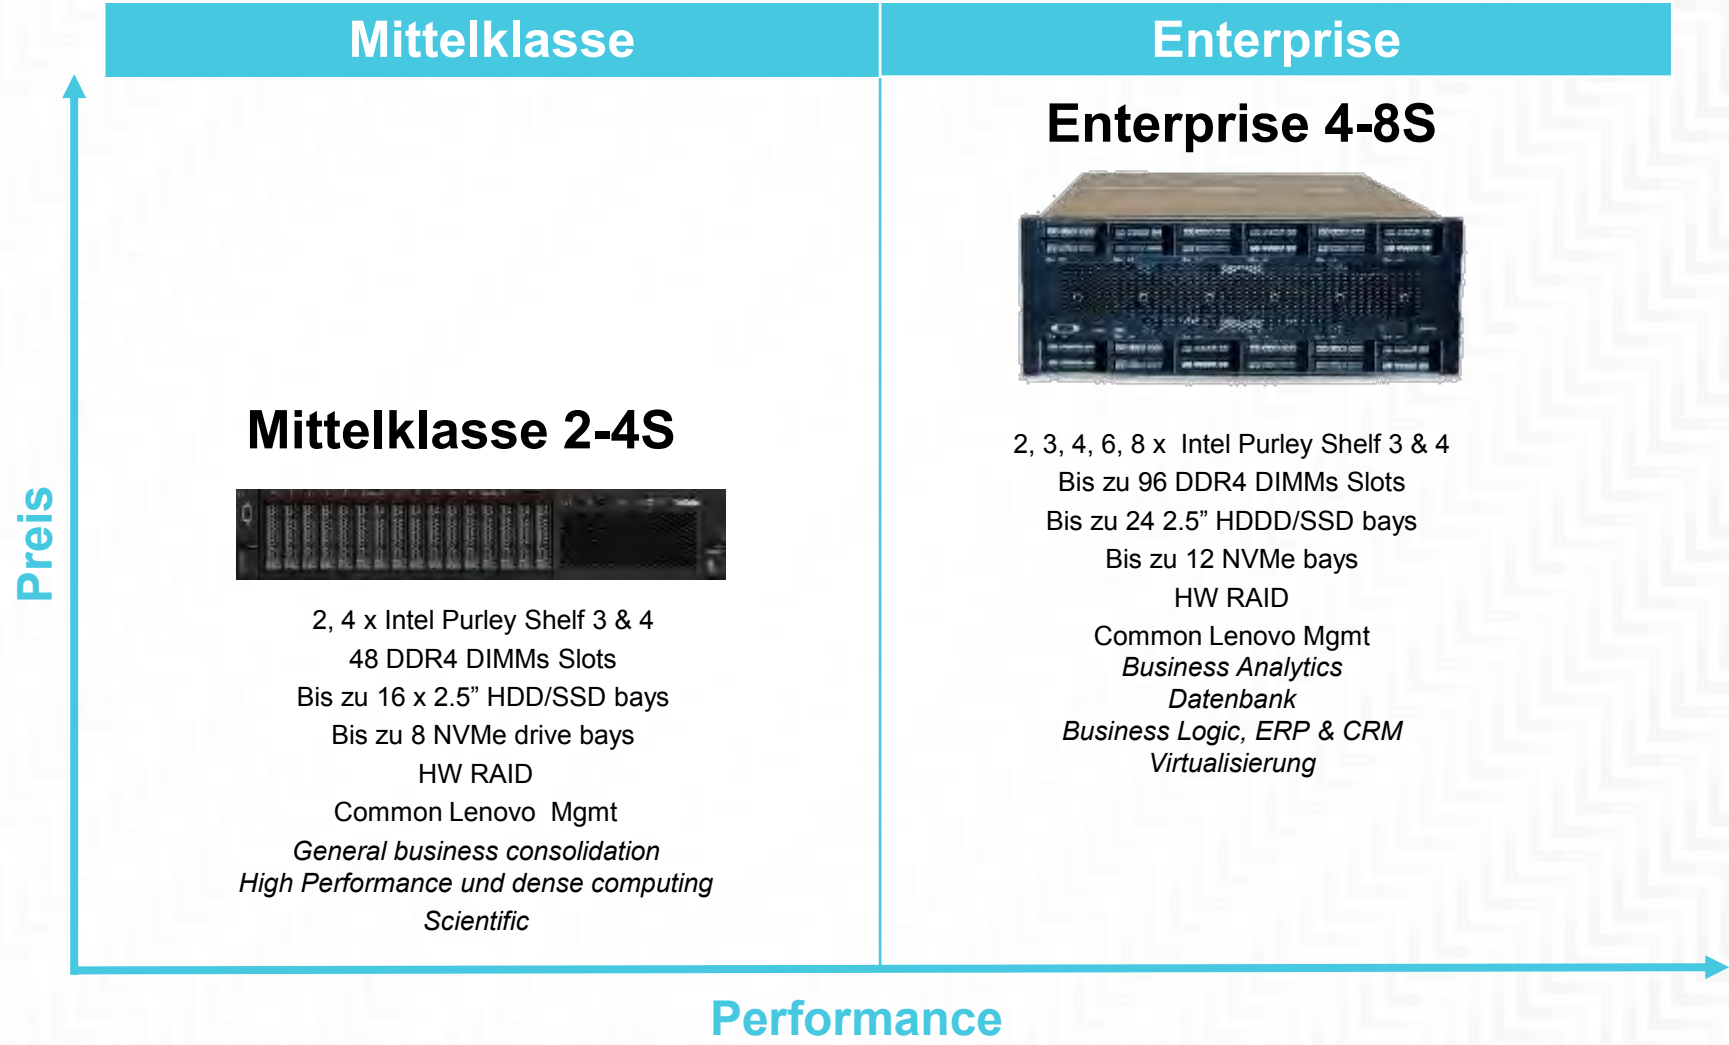 Mittelklasse
Enterprise
Enterprise 4-8S
2, 3, 4, 6, 8 x Intel Purley Shelf 3 & 4
Bis zu 96 DDR4 DIMMs Slots
Bis zu 24 2.5” HDDD/SSD bays
Bis zu 12 NVMe bays
HW RAID
Common Lenovo Mgmt
Business Analytics
Datenbank
Business Logic, ERP & CRM
Virtualisierung
Mittelklasse 2-4S
2, 4 x Intel Purley Shelf 3 & 4
48 DDR4 DIMMs Slots
Bis zu 16 x 2.5” HDD/SSD bays
Bis zu 8 NVMe drive bays
HW RAID
Common Lenovo Mgmt
General business consolidation
High Performance und dense computing
Scientific
Preis
Performance